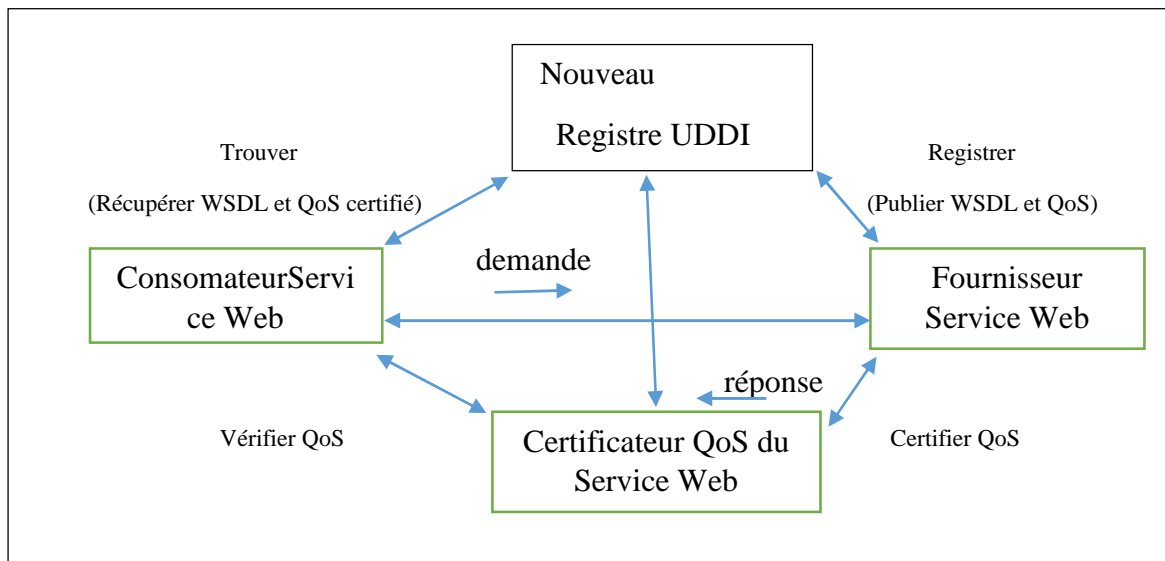 Nouveau
Registre UDDI
Trouver
Registrer
(Récupérer WSDL et QoS certifié)
(Publier WSDL et QoS)
demande
ConsomateurServi
ce Web
Fournisseur
Service Web
réponse
Vérifier QoS
Certificateur QoS du
Service Web
Certifier QoS